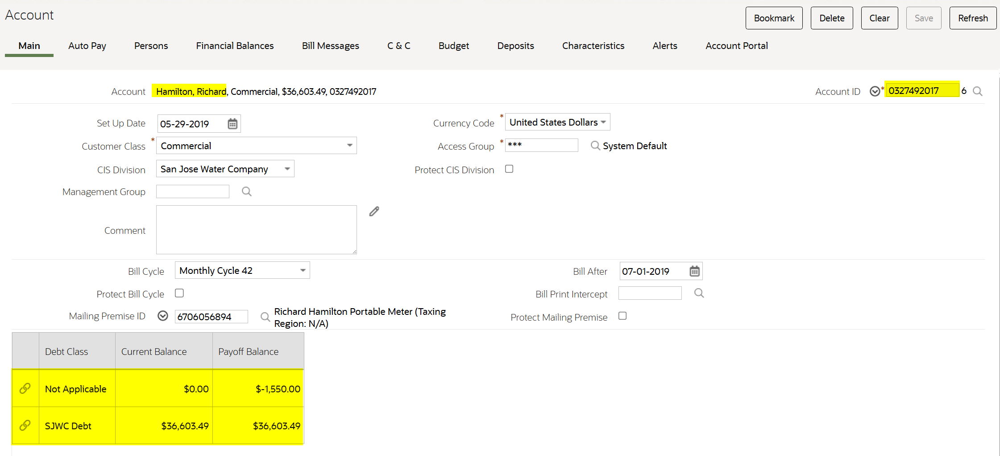 Account
Bookmark Delete Clear Save Refresh
Main Auto Pay Persons Financial Balances Bill Messages C & C Budget Deposits Characteristics Alerts Account Portal
Account Hamilton, Richard, Commercial, $36,603.49, 0327492017 Account ID * 0327492017 6
Set Up Date 05-29-2019 Currency Code * United States Dollars
Customer Class * Commercial Access Group * *** System Default
CIS Division San Jose Water Company Protect CIS Division
Management Group
Comment
Bill Cycle Monthly Cycle 42 Bill After 07-01-2019
Protect Bill Cycle Bill Print Intercept
Mailing Premise ID 6706056894 Richard Hamilton Portable Meter (Taxing
Region: N/A) Protect Mailing Premise
Debt Class Current Balance Payoff Balance
Not Applicable $0.00 $-1,550.00
SJWC Debt $36,603.49 $36,603.49